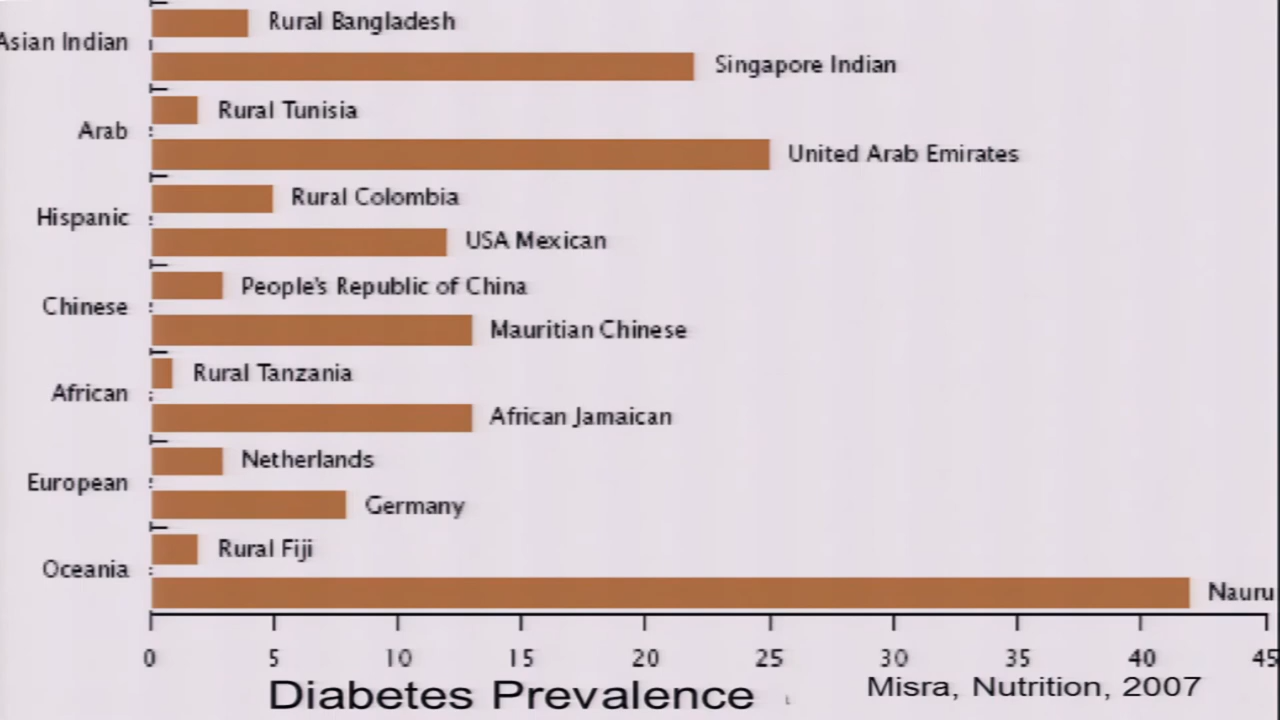 Rural Bangladesh
Asian Indian
Singapore Indian
Rural Tunisia
Arab
United Arab Emirates
Rural Colombia
Hispanic
USA Mexican
People's Republic of China
Chinese
Mauritian Chinese
Rural Tanzania
African
African Jamaican
Netherlands
European
Germany
Rural Fiji
Oceania
Nauru
0 5 10 15 20 25 30 35 40 45
Diabetes Prevalence
Misra, Nutrition, 2007